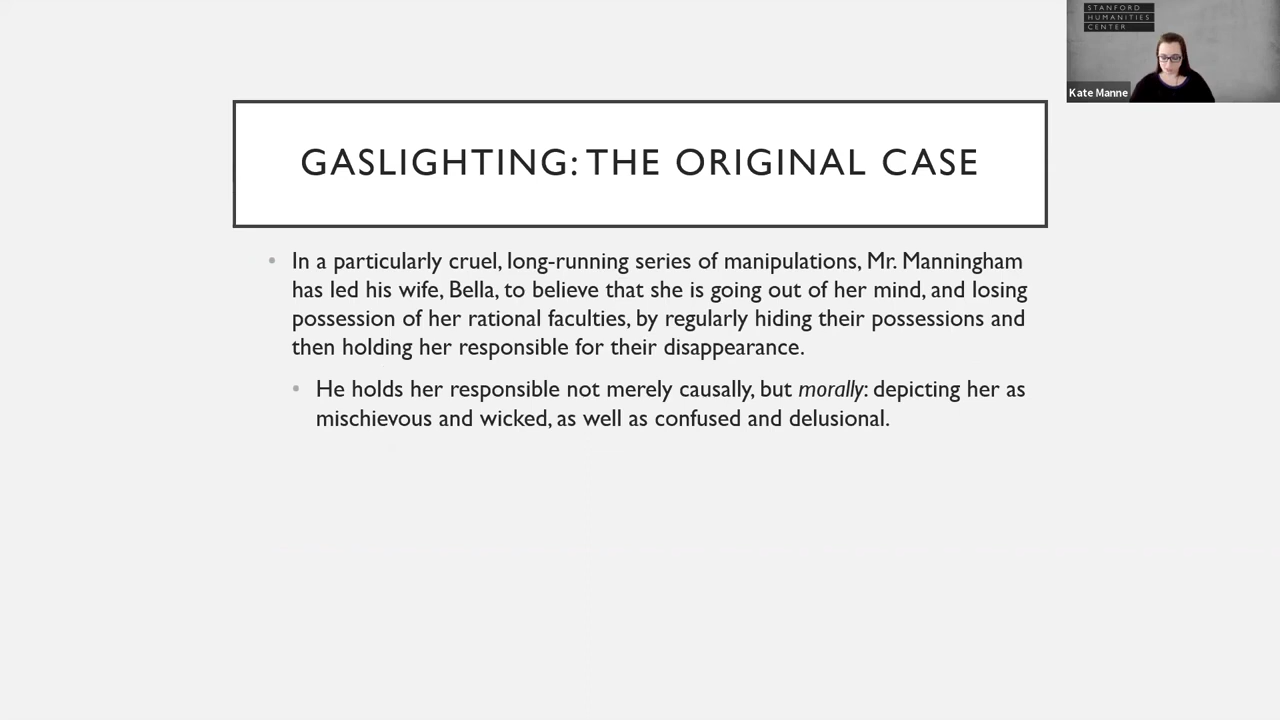 STANFORD
HUMANITIES
CENTER
Kate Manne
GASLIGHTING: THE ORIGINAL CASE
• In a particularly cruel, long-running series of manipulations, Mr. Manningham
has led his wife, Bella, to believe that she is going out of her mind, and losing
possession of her rational faculties, by regularly hiding their possessions and
then holding her responsible for their disappearance.
• He holds her responsible not merely causally, but morally: depicting her as
mischievous and wicked, as well as confused and delusional.